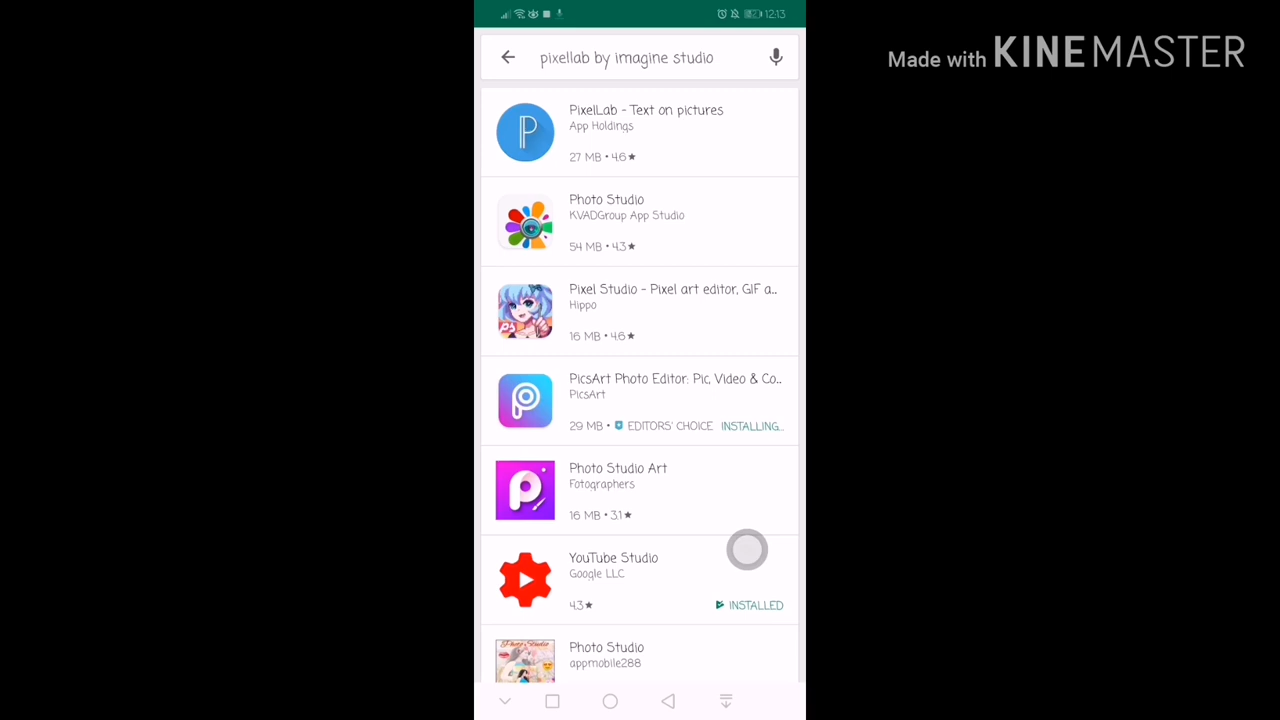 12:13
Made with KINEMASTER
pixellab by imagine studio
PixelLab - Text on pictures
App Holdings
27 MB • 4.6★
Photo Studio
KVADGroup App Studio
54 MB • 4.3★
Pixel Studio - Pixel art editor, GIF a..
Hippo
16 MB • 4.6★
PicsArt Photo Editor: Pic, Video & Co..
PicsArt
29 MB • EDITORS' CHOICE INSTALLING...
Photo Studio Art
Fotographers
16 MB • 3.1★
YouTube Studio
Google LLC
4.3★ INSTALLED
Photo Studio
appmobile288